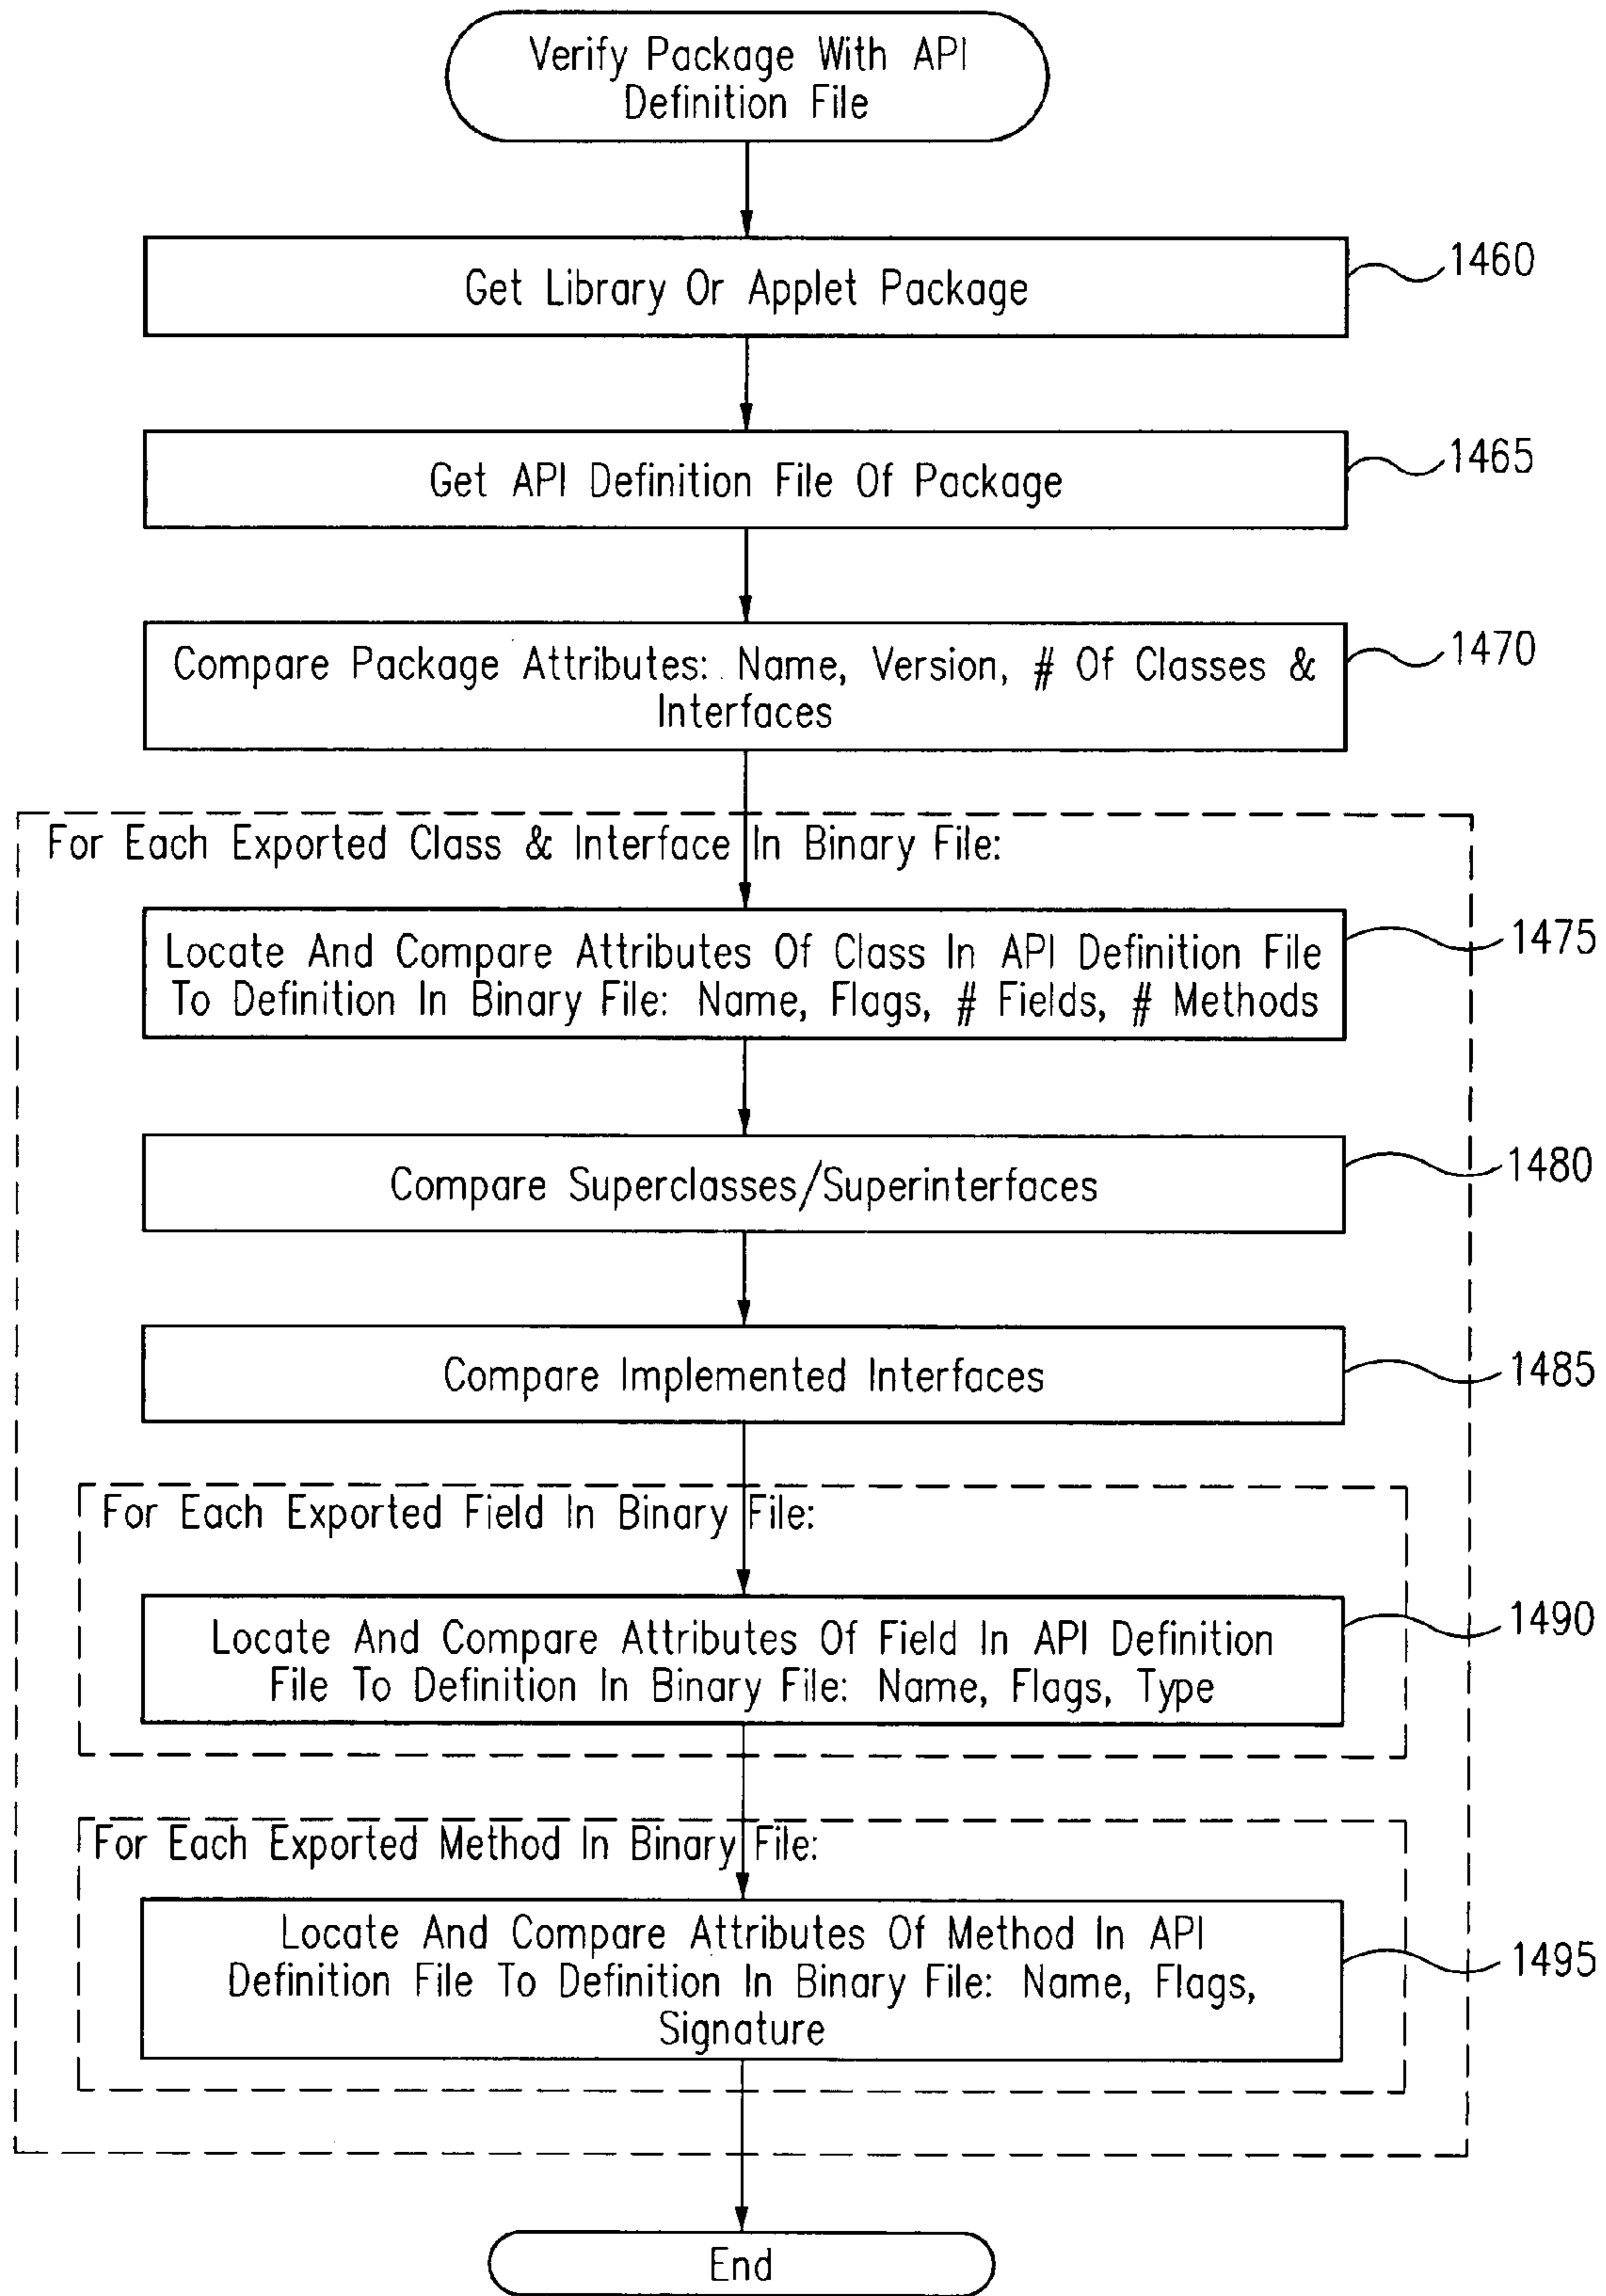 Verify Package With API
Definition File
Get Library Or Applet Package
1460
Get API Definition File Of Package
1465
Compare Package Attributes: Name, Version, # Of Classes &
Interfaces
1470
For Each Exported Class & Interface In Binary File:
Locate And Compare Attributes Of Class In API Definition File
To Definition In Binary File: Name, Flags, # Fields, # Methods
1475
Compare Superclasses/Superinterfaces
1480
Compare Implemented Interfaces
1485
For Each Exported Field In Binary File:
Locate And Compare Attributes Of Field In API Definition
File To Definition In Binary File: Name, Flags, Type
1490
For Each Exported Method In Binary File:
Locate And Compare Attributes Of Method In API
Definition File To Definition In Binary File: Name, Flags,
Signature
1495
End